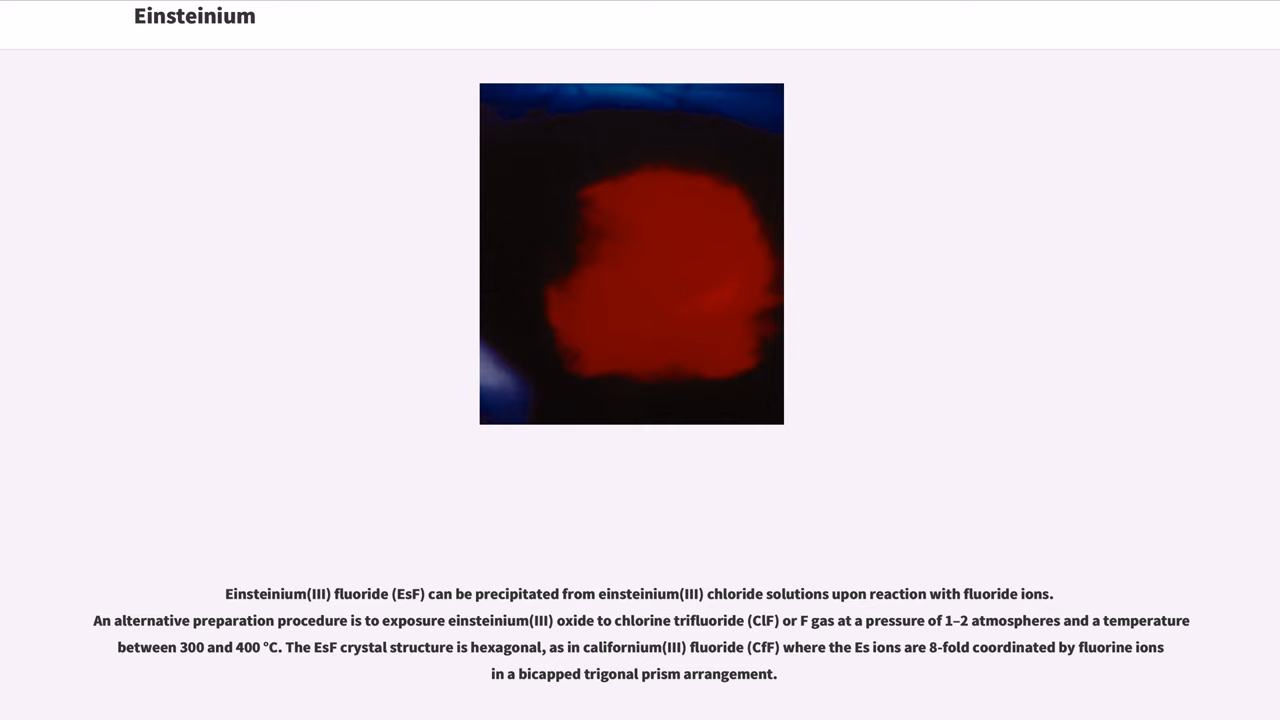 Einsteinium
Einsteinium(III) fluoride (EsF) can be precipitated from einsteinium(III) chloride solutions upon reaction with fluoride ions.
An alternative preparation procedure is to exposure einsteinium(III) oxide to chlorine trifluoride (ClF) or F gas at a pressure of 1–2 atmospheres and a temperature
between 300 and 400 °C. The EsF crystal structure is hexagonal, as in californium(III) fluoride (CfF) where the Es ions are 8-fold coordinated by fluorine ions
in a bicapped trigonal prism arrangement.